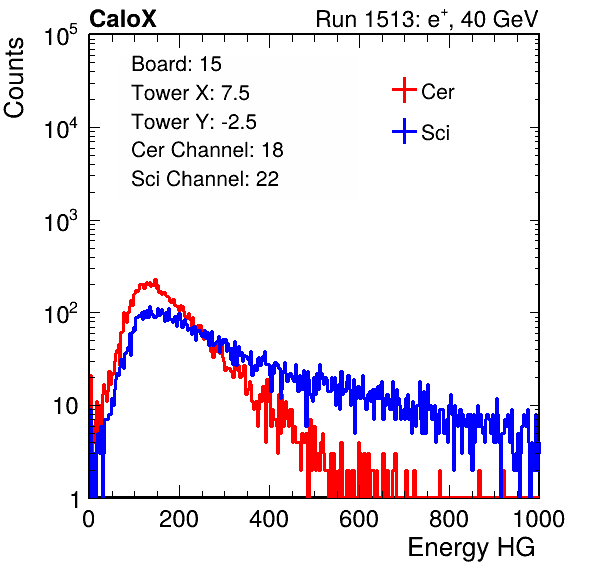 CaloX Run 1513: e⁺, 40 GeV
Counts
10⁵
10⁴
10³
10²
10
1
Board: 15
Tower X: 7.5
Tower Y: -2.5
Cer Channel: 18
Sci Channel: 22
Cer
Sci
0 200 400 600 800 1000
Energy HG